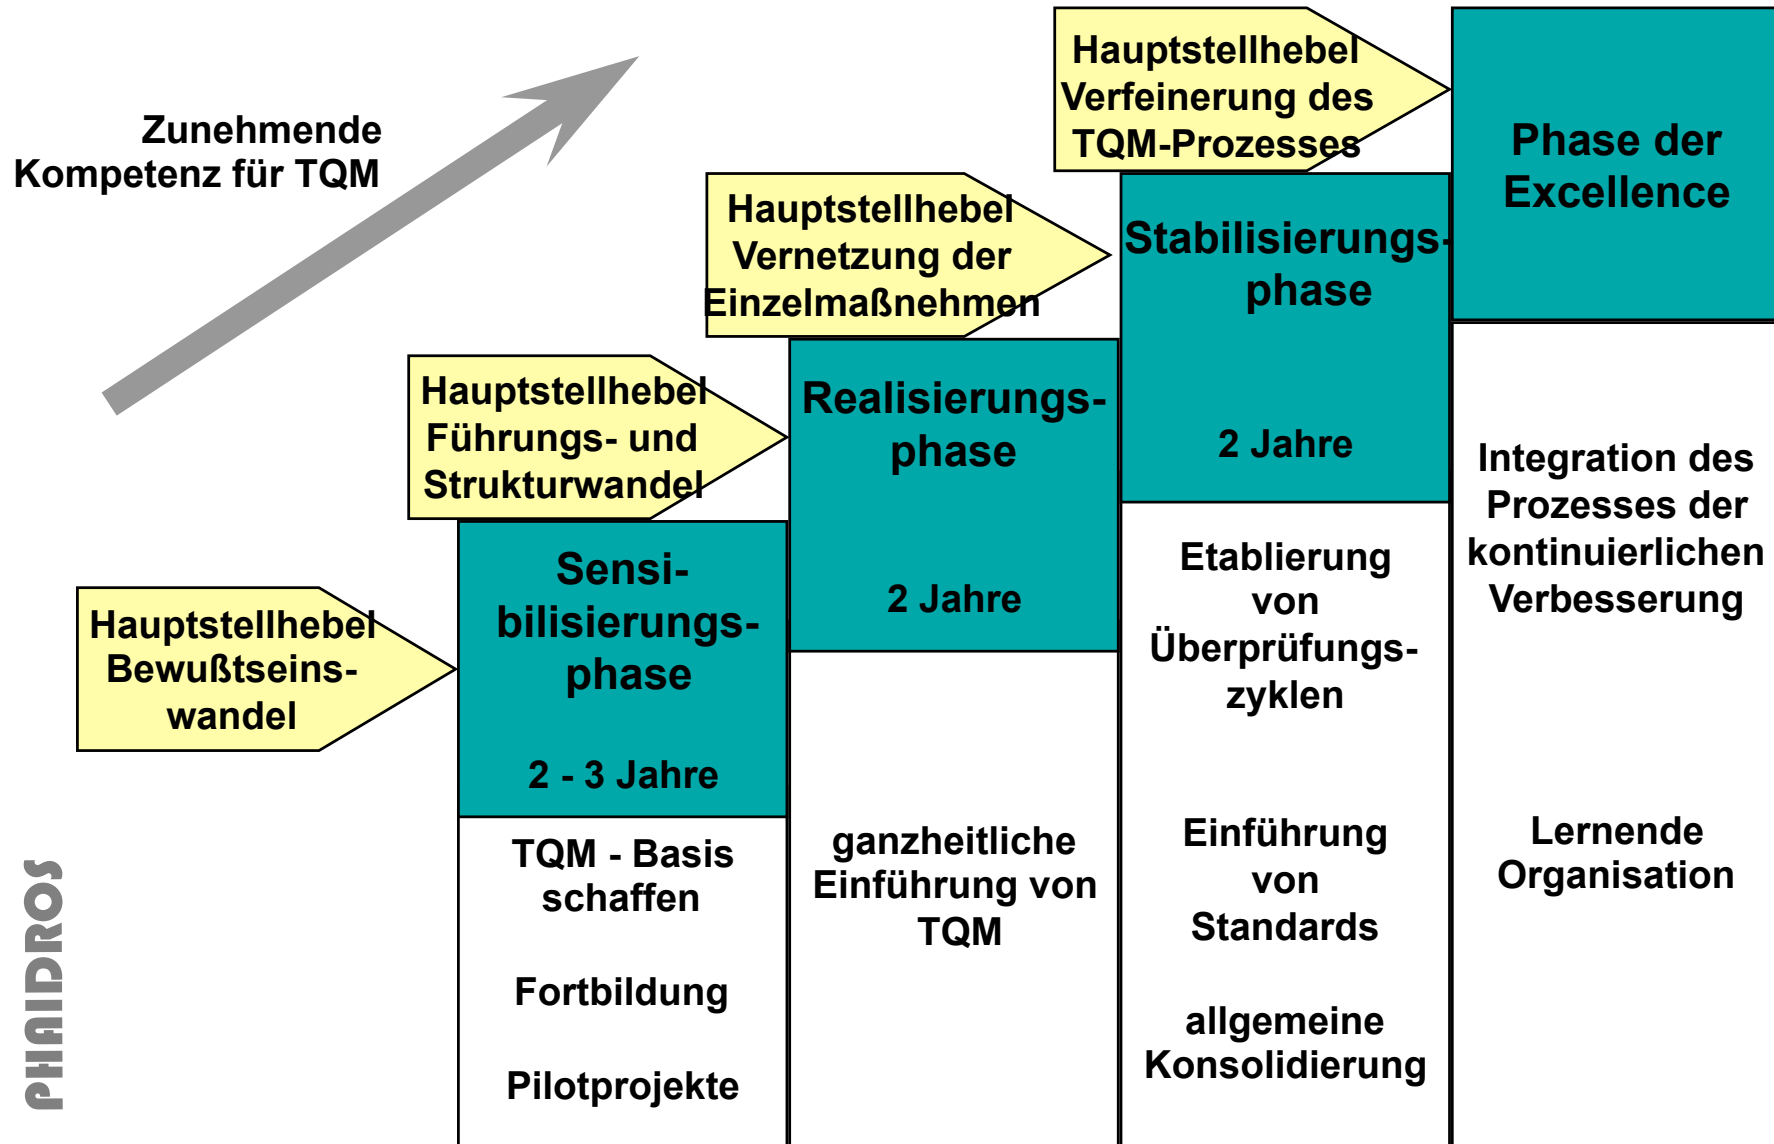 Zunehmende
Kompetenz für TQM
Hauptstellhebel
Bewußtseins-
wandel
Hauptstellhebel
Führungs- und
Strukturwandel
Hauptstellhebel
Vernetzung der
Einzelmaßnehmen
Hauptstellhebel
Verfeinerung des
TQM-Prozesses
Sensi-
bilisierungs-
phase
2 - 3 Jahre
TQM - Basis
schaffen
Fortbildung
Pilotprojekte
Realisierungs-
phase
2 Jahre
ganzheitliche
Einführung von
TQM
Stabilisierungs-
phase
2 Jahre
Etablierung
von
Überprüfungs-
zyklen
Einführung
von
Standards
allgemeine
Konsolidierung
Phase der
Excellence
Integration des
Prozesses der
kontinuierlichen
Verbesserung
Lernende
Organisation
PHAIDROS